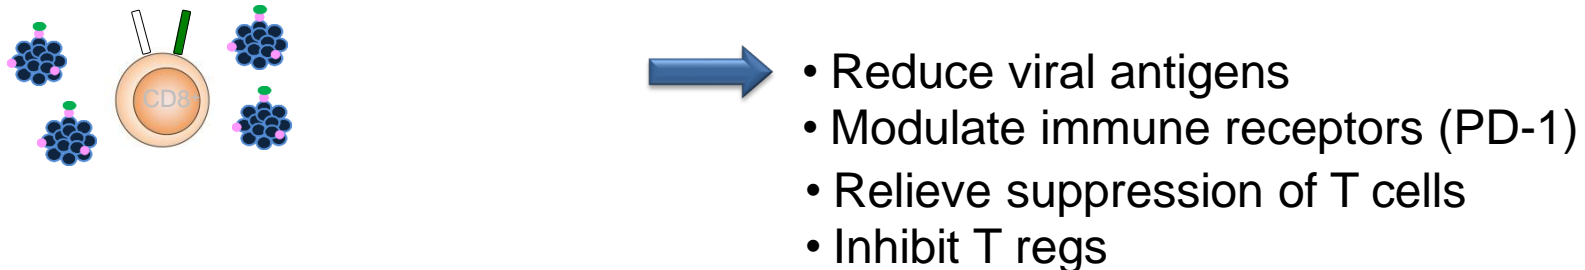 CD8+
• Reduce viral antigens
• Modulate immune receptors (PD-1)
• Relieve suppression of T cells
• Inhibit T regs